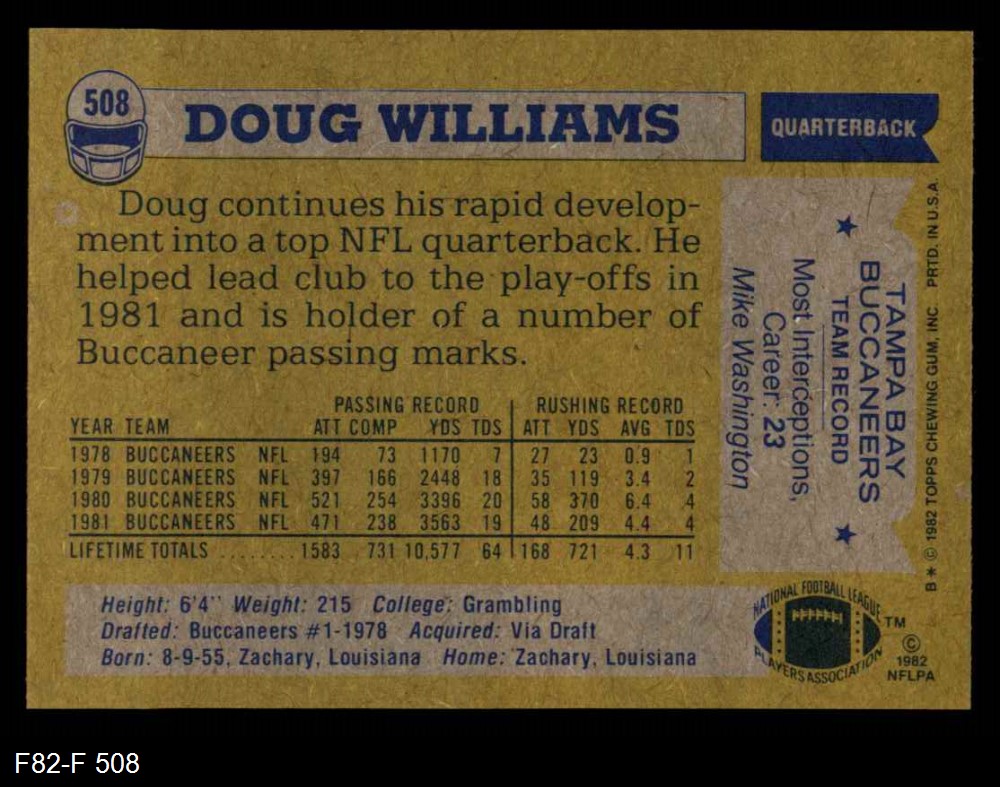 508
DOUG WILLIAMS
QUARTERBACK
Doug continues his rapid develop-
ment into a top NFL quarterback. He
helped lead club to the play-offs in
1981 and is holder of a number of
Buccaneer passing marks.
PASSING RECORD RUSHING RECORD
YEAR TEAM ATT COMP YDS TDS ATT YDS AVG TDS
1978 BUCCANEERS NFL 194 73 1170 7 27 23 0.9 1
1979 BUCCANEERS NFL 397 166 2448 18 35 119 3.4 2
1980 BUCCANEERS NFL 521 254 3396 20 58 370 6.4 4
1981 BUCCANEERS NFL 471 238 3563 19 48 209 4.4 4
LIFETIME TOTALS ........ 1583 731 10,577 64 168 721 4.3 11
Height: 6'4" Weight: 215 College: Grambling
Drafted: Buccaneers #1-1978 Acquired: Via Draft
Born: 8-9-55, Zachary, Louisiana Home: Zachary, Louisiana
TAMPA BAY
BUCCANEERS
TEAM RECORD
Most Interceptions,
Career: 23
Mike Washington
B * © 1982 TOPPS CHEWING GUM, INC. PRTD. IN U.S.A.
NATIONAL FOOTBALL LEAGUE
PLAYERS ASSOCIATION
TM
©
1982
NFLPA
F82-F 508